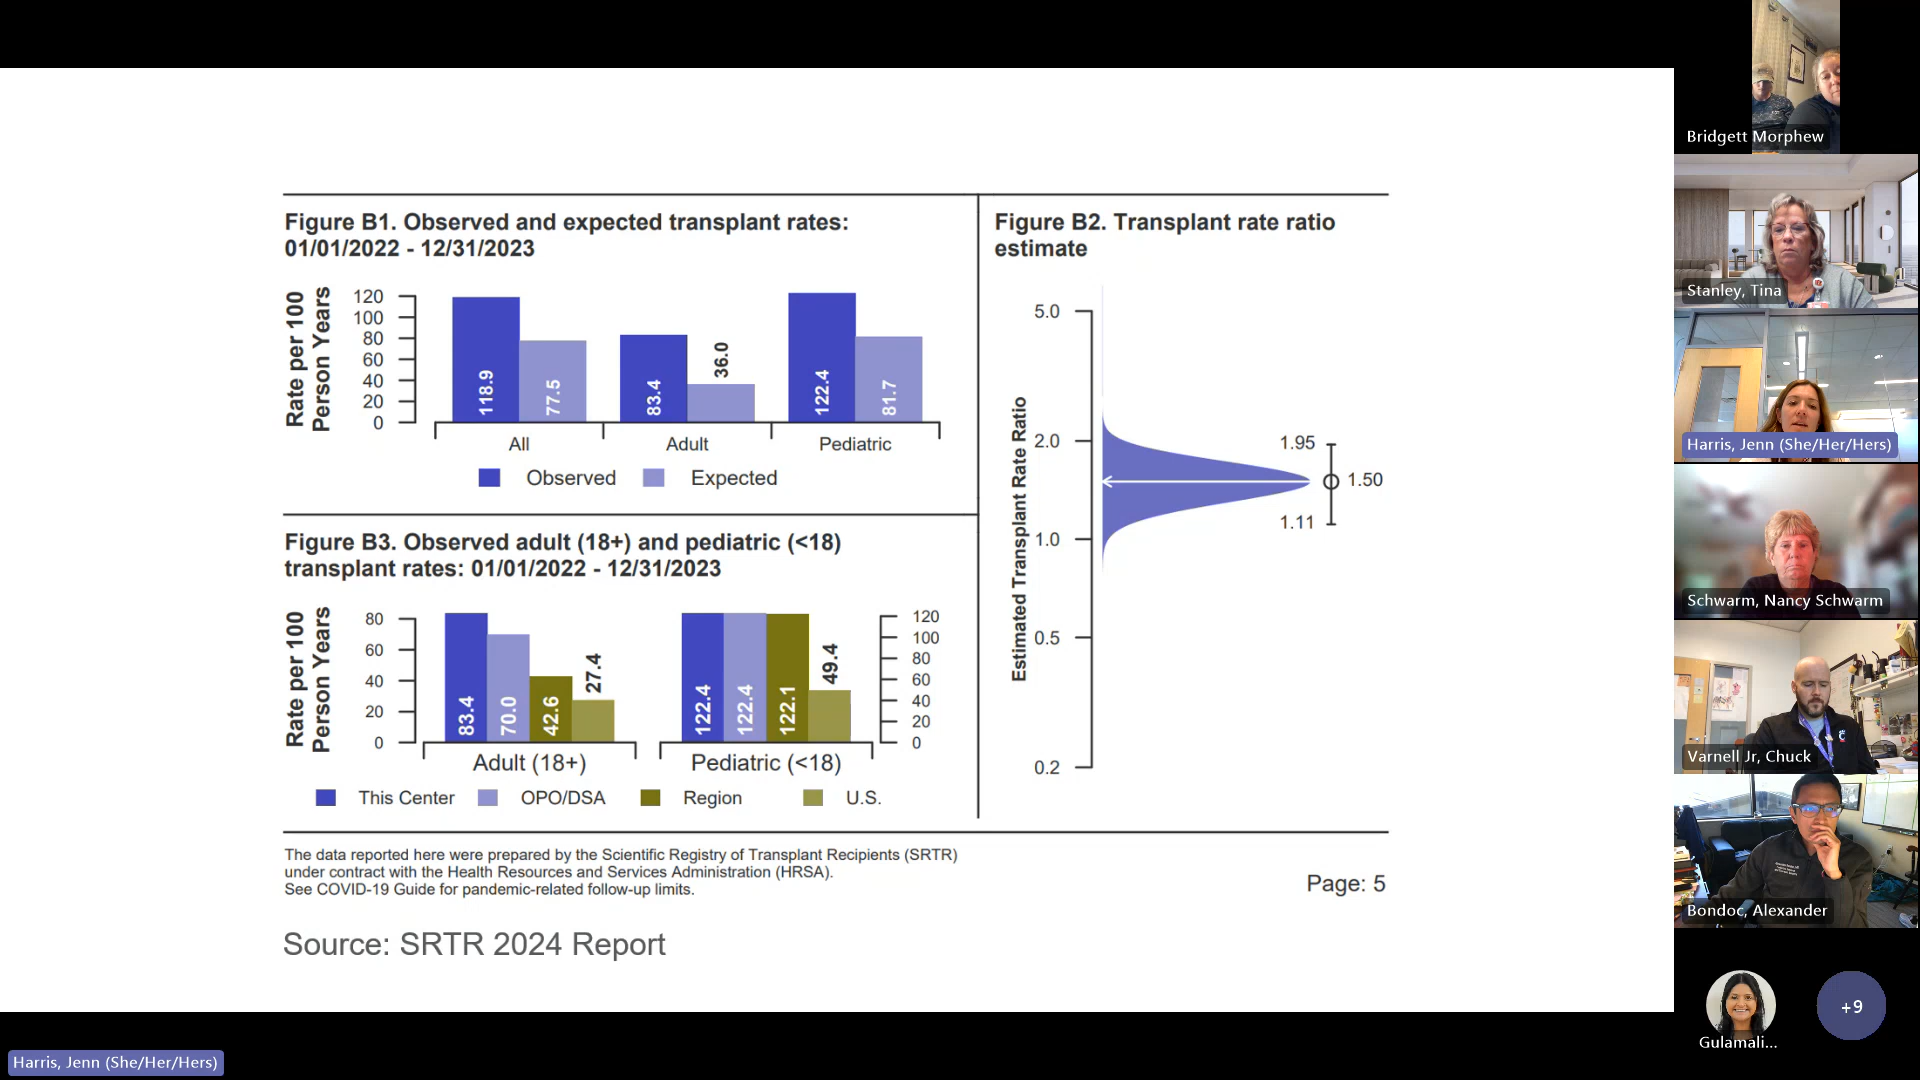 Figure B1. Observed and expected transplant rates:
01/01/2022 - 12/31/2023
Rate per 100
Person Years
120
100
80
60
40
20
0
118.9
77.5
83.4
36.0
122.4
81.7
All
Adult
Pediatric
Observed
Expected
Figure B2. Transplant rate ratio
estimate
Estimated Transplant Rate Ratio
5.0
2.0
1.0
0.5
0.2
1.95
1.50
1.11
Figure B3. Observed adult (18+) and pediatric (<18)
transplant rates: 01/01/2022 - 12/31/2023
Rate per 100
Person Years
80
60
40
20
0
83.4
70.0
42.6
27.4
122.4
122.4
122.1
49.4
120
100
80
60
40
20
0
Adult (18+)
Pediatric (<18)
This Center
OPO/DSA
Region
U.S.
The data reported here were prepared by the Scientific Registry of Transplant Recipients (SRTR)
under contract with the Health Resources and Services Administration (HRSA).
See COVID-19 Guide for pandemic-related follow-up limits.
Page: 5
Source: SRTR 2024 Report
Bridgett Morphew
Stanley, Tina
Harris, Jenn (She/Her/Hers)
Schwarm, Nancy Schwarm
Varnell Jr, Chuck
Bondoc, Alexander
Gulamali...
+9
Harris, Jenn (She/Her/Hers)